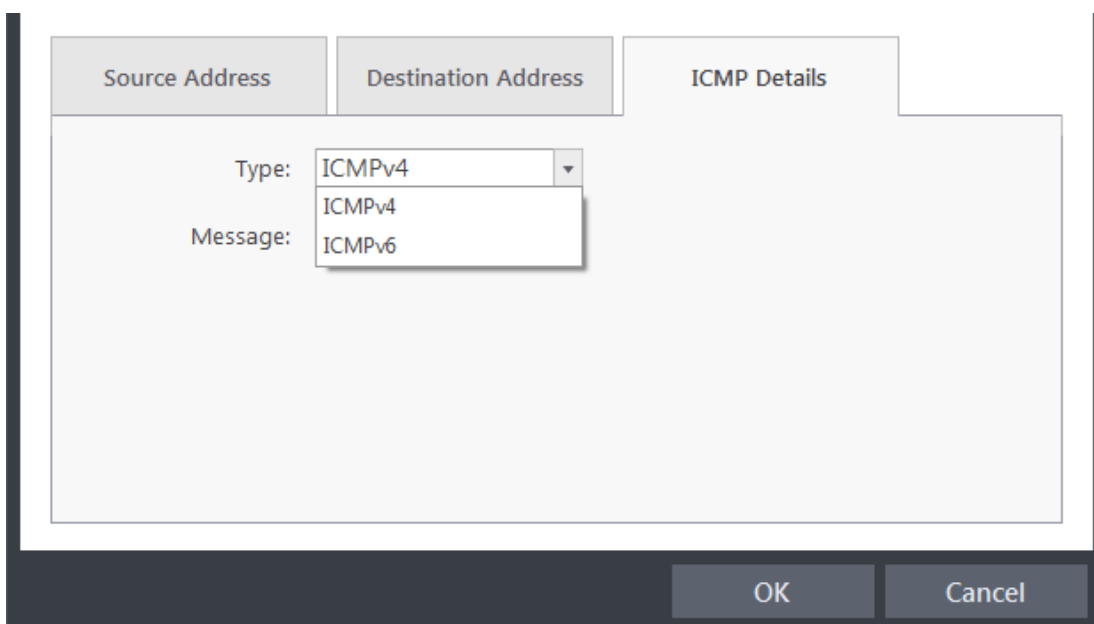 Source Address Destination Address ICMP Details
Type: ICMPv4
ICMPv4
Message:
ICMPv6
OK Cancel